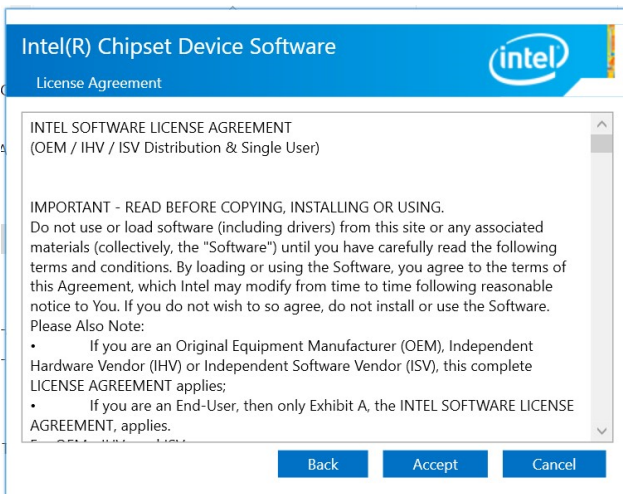 Intel(R) Chipset Device Software
intel
License Agreement
INTEL SOFTWARE LICENSE AGREEMENT
(OEM / IHV / ISV Distribution & Single User)
IMPORTANT - READ BEFORE COPYING, INSTALLING OR USING.
Do not use or load software (including drivers) from this site or any associated
materials (collectively, the "Software") until you have carefully read the following
terms and conditions. By loading or using the Software, you agree to the terms of
this Agreement, which Intel may modify from time to time following reasonable
notice to You. If you do not wish to so agree, do not install or use the Software.
Please Also Note:
• If you are an Original Equipment Manufacturer (OEM), Independent
Hardware Vendor (IHV) or Independent Software Vendor (ISV), this complete
LICENSE AGREEMENT applies;
• If you are an End-User, then only Exhibit A, the INTEL SOFTWARE LICENSE
AGREEMENT, applies.
Back Accept Cancel